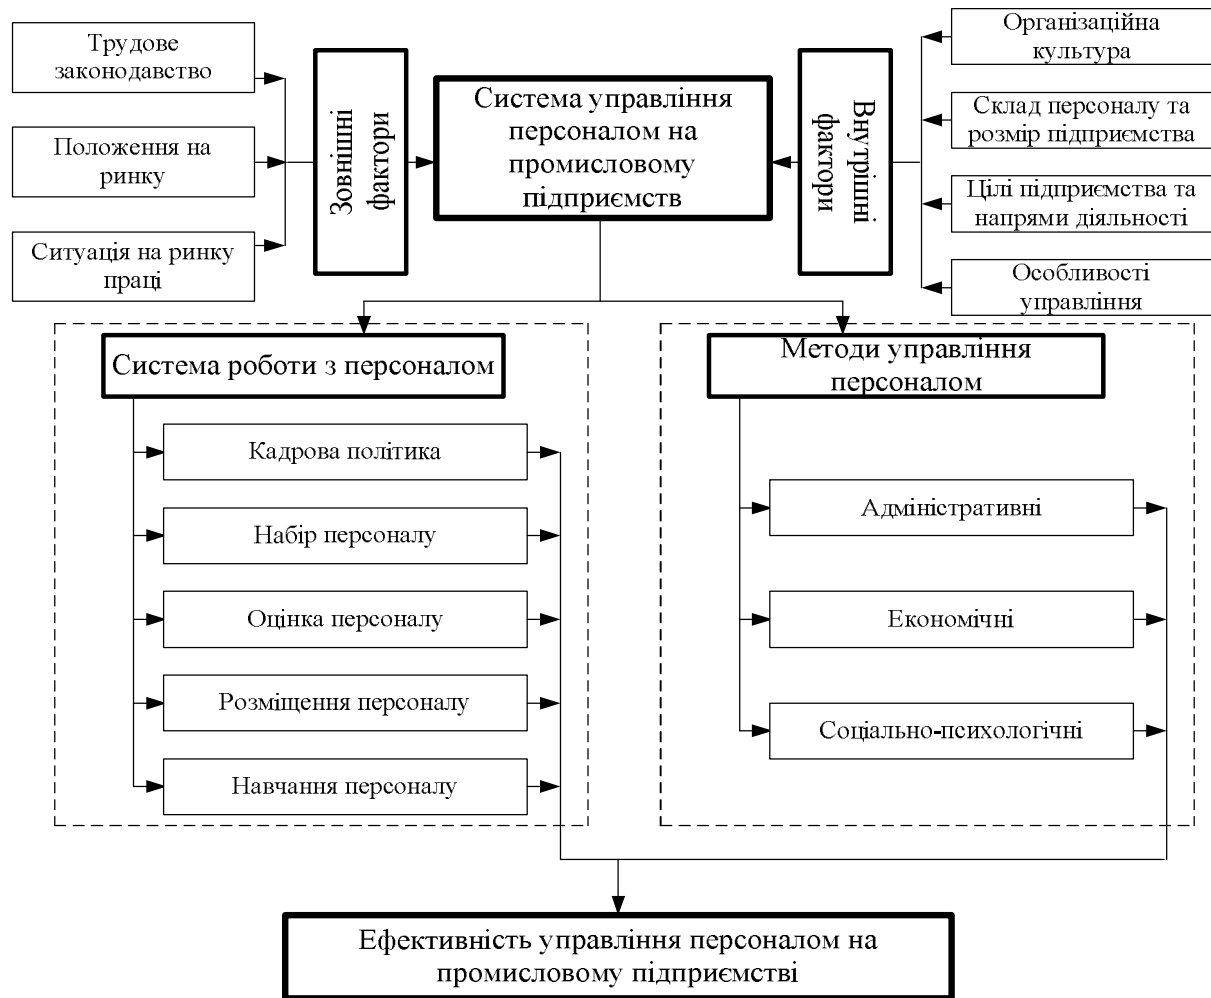 Трудове
законодавство
Положення на
ринку
Ситуація на ринку
праці
Зовнішні
фактори
Система управління
персоналом на
промисловому
підприємств
Внутрішні
фактори
Організаційна
культура
Склад персоналу та
розмір підприємства
Цілі підприємства та
напрями діяльності
Особливості
управління
Система роботи з персоналом
Кадрова політика
Набір персоналу
Оцінка персоналу
Розміщення персоналу
Навчання персоналу
Методи управління
персоналом
Адміністративні
Економічні
Соціально-психологічні
Ефективність управління персоналом на
промисловому підприємстві